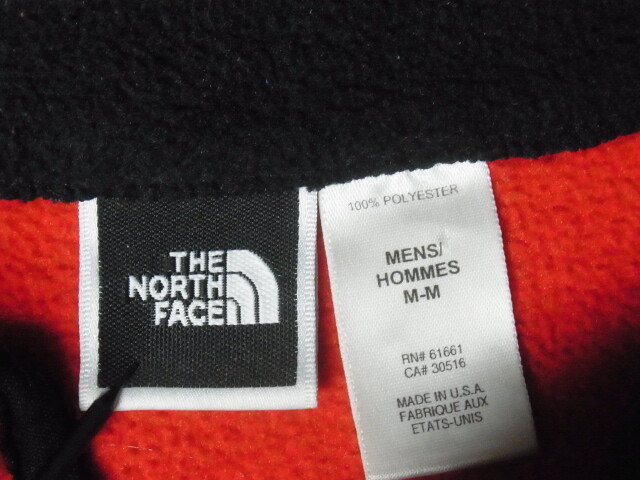 THE
NORTH
FACE
100% POLYESTER
MENS/
HOMMES
M-M
RN# 61661
CA# 30516
MADE IN U.S.A.
FABRIQUE AUX
ETATS-UNIS